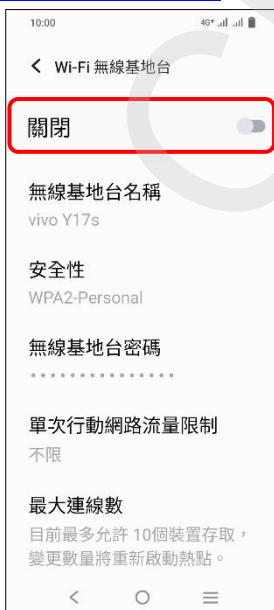 10:00 4G+
Wi-Fi 無線基地台
關閉
無線基地台名稱
vivo Y17s
安全性
WPA2-Personal
無線基地台密碼
•••••••••••••••
單次行動網路流量限制
不限
最大連線數
目前最多允許 10個裝置存取，
變更數量將重新啟動熱點。